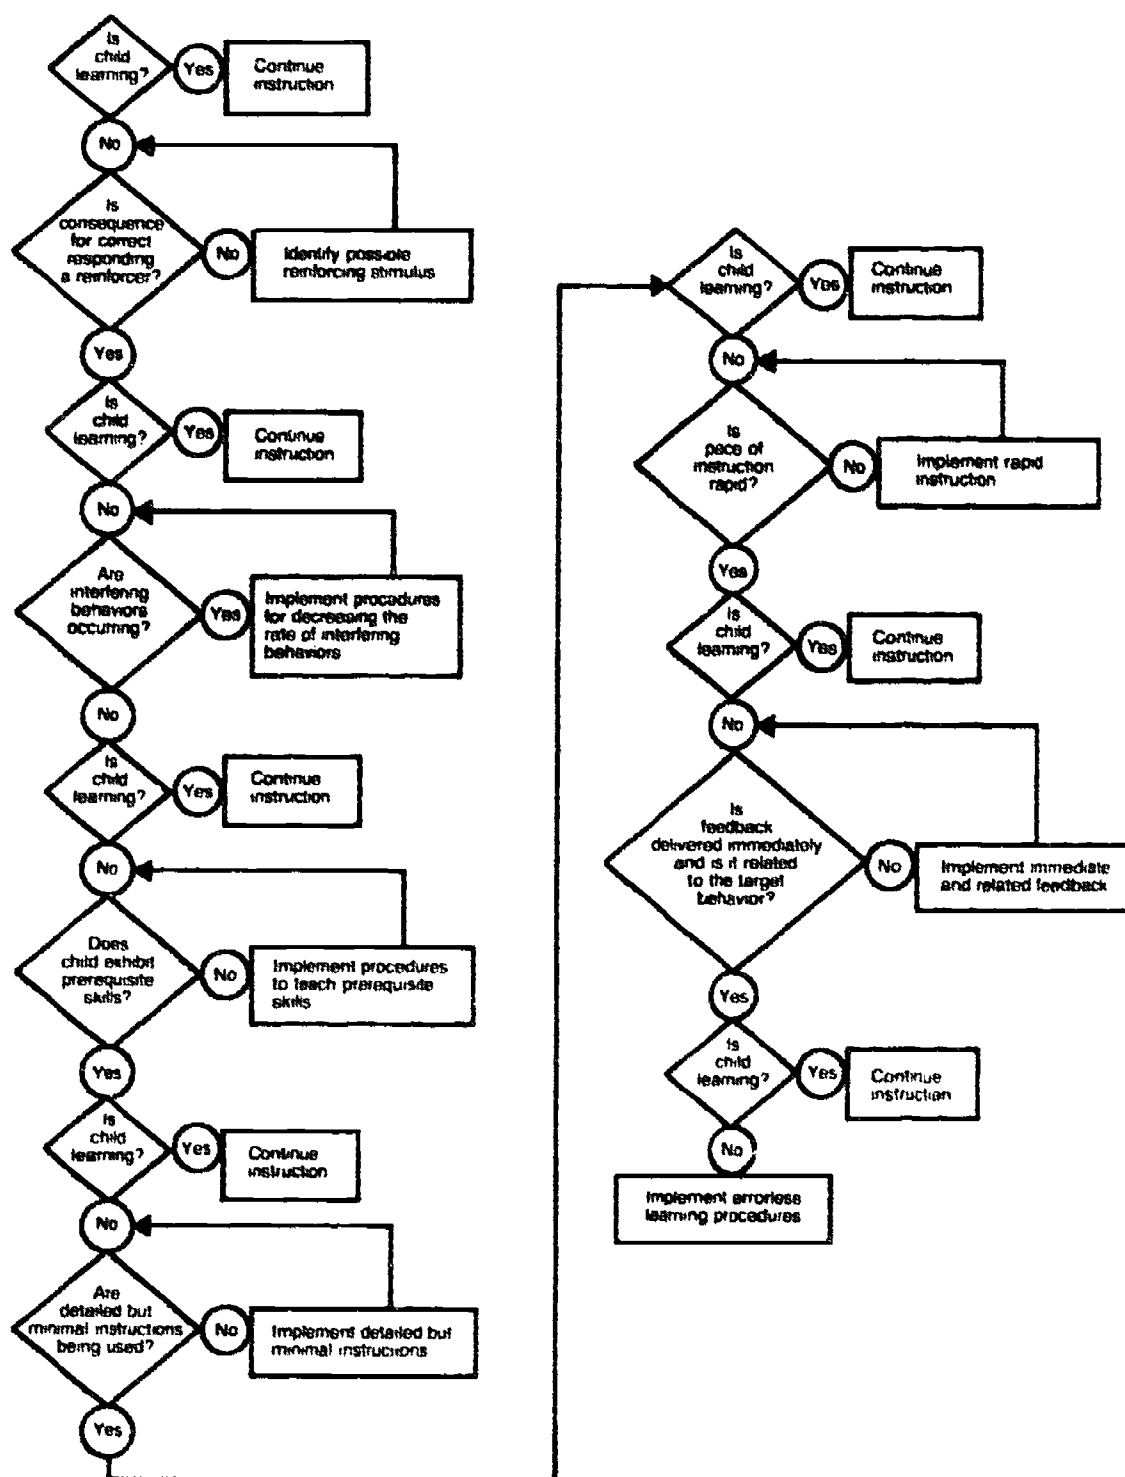 Is
child
learning?
Yes
Continue
instruction
No
Is
consequence
for correct
responding
a reinforcer?
No
Identify possible
reinforcing stimulus
Yes
Is
child
learning?
Yes
Continue
instruction
No
Are
interfering
behaviors
occurring?
Yes
Implement procedures
for decreasing the
rate of interfering
behaviors
No
Is
child
learning?
Yes
Continue
instruction
No
Does
child exhibit
prerequisite
skills?
No
Implement procedures
to teach prerequisite
skills
Yes
Is
child
learning?
Yes
Continue
instruction
No
Are
detailed but
minimal instructions
being used?
No
Implement detailed but
minimal instructions
Yes
Is
child
learning?
Yes
Continue
instruction
No
Is
pace of
instruction
rapid?
No
Implement rapid
instruction
Yes
Is
child
learning?
Yes
Continue
instruction
No
Is
feedback
delivered immediately
and is it related
to the target
behavior?
No
Implement immediate
and related feedback
Yes
Is
child
learning?
Yes
Continue
instruction
No
Implement errorless
learning procedures